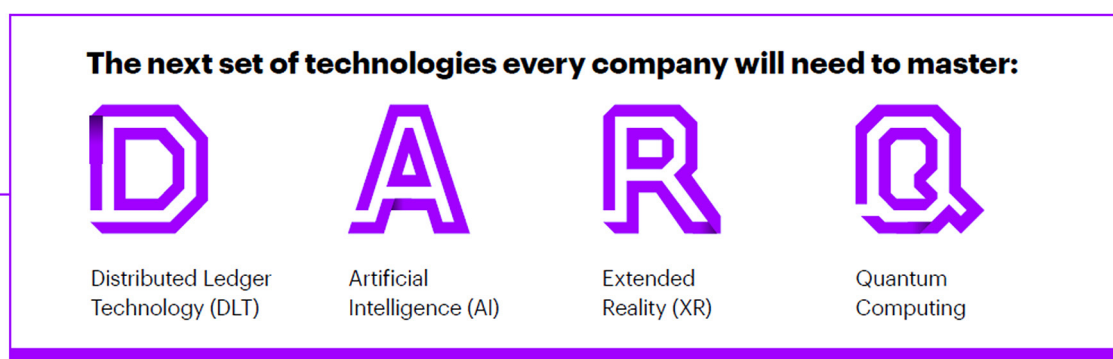 The next set of technologies every company will need to master:
D A R Q
Distributed Ledger
Technology (DLT)
Artificial
Intelligence (AI)
Extended
Reality (XR)
Quantum
Computing